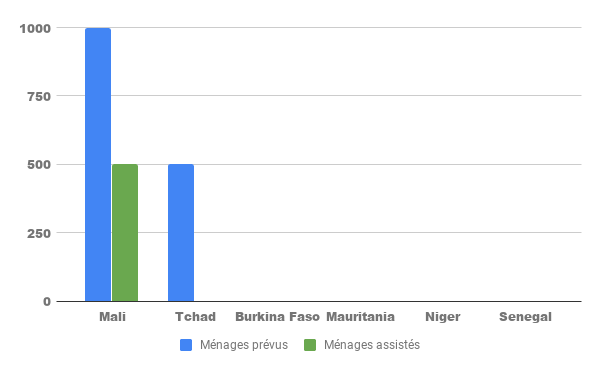 1000
750
500
250
0
Mali Tchad Burkina Faso Mauritania Niger Senegal
Ménages prévus Ménages assistés